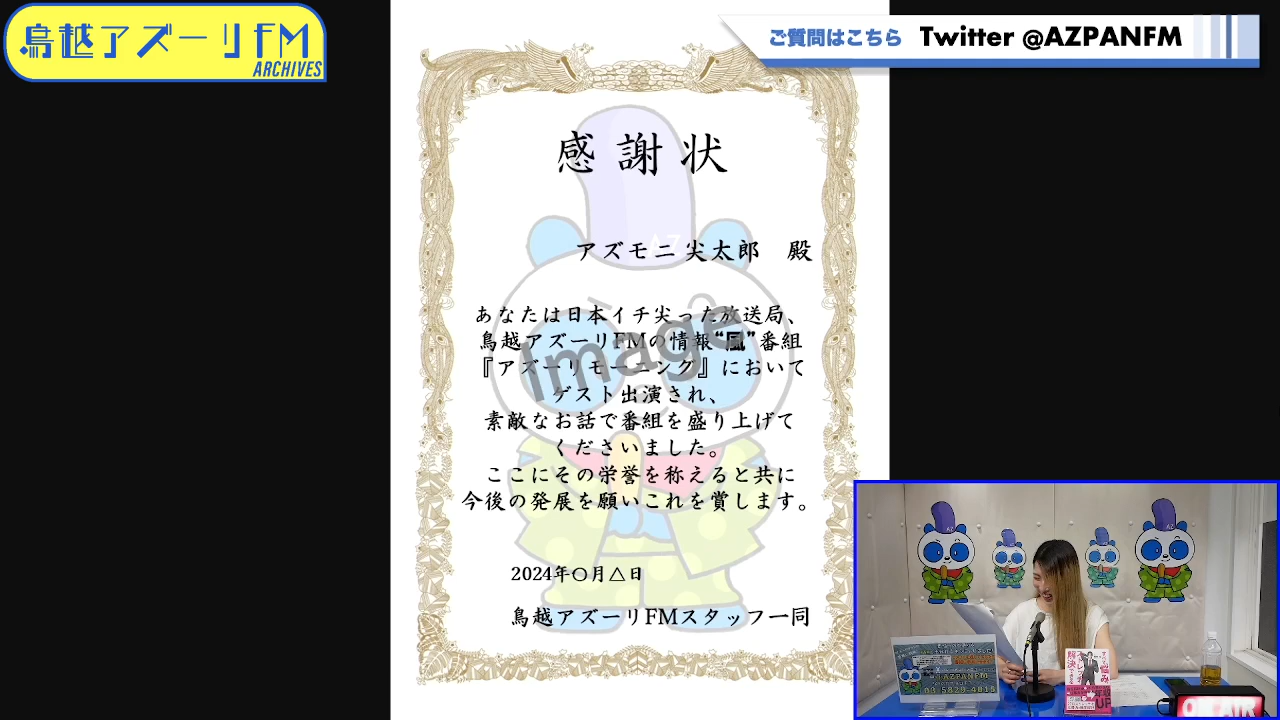 鳥越アズーリFM
ARCHIVES
ご質問はこちら Twitter @AZPANFM
感謝状
アズモニ 尖太郎 殿
あなたは日本イチ尖った放送局、
鳥越アズーリFMの情報“風”番組
『アズーリモーニング』において
ゲスト出演され、
素敵なお話で番組を盛り上げて
くださいました。
ここにその栄誉を称えると共に
今後の発展を願いこれを賞します。
Image
2024年〇月△日
鳥越アズーリFMスタッフ一同
AZPANFM
03-5829-4816
ON AIR